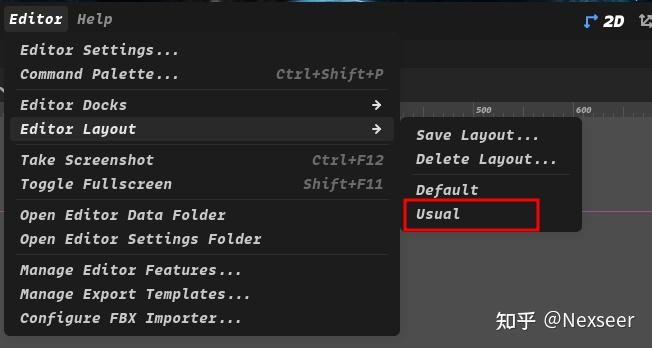 Editor Help
2D
Editor Settings...
Command Palette... Ctrl+Shift+P
500 600
Editor Docks
Editor Layout
Save Layout...
Delete Layout...
Take Screenshot Ctrl+F12
Toggle Fullscreen Shift+F11
Default
Usual
Open Editor Data Folder
Open Editor Settings Folder
Manage Editor Features...
Manage Export Templates...
Configure FBX Importer...
知乎 @Nexseer